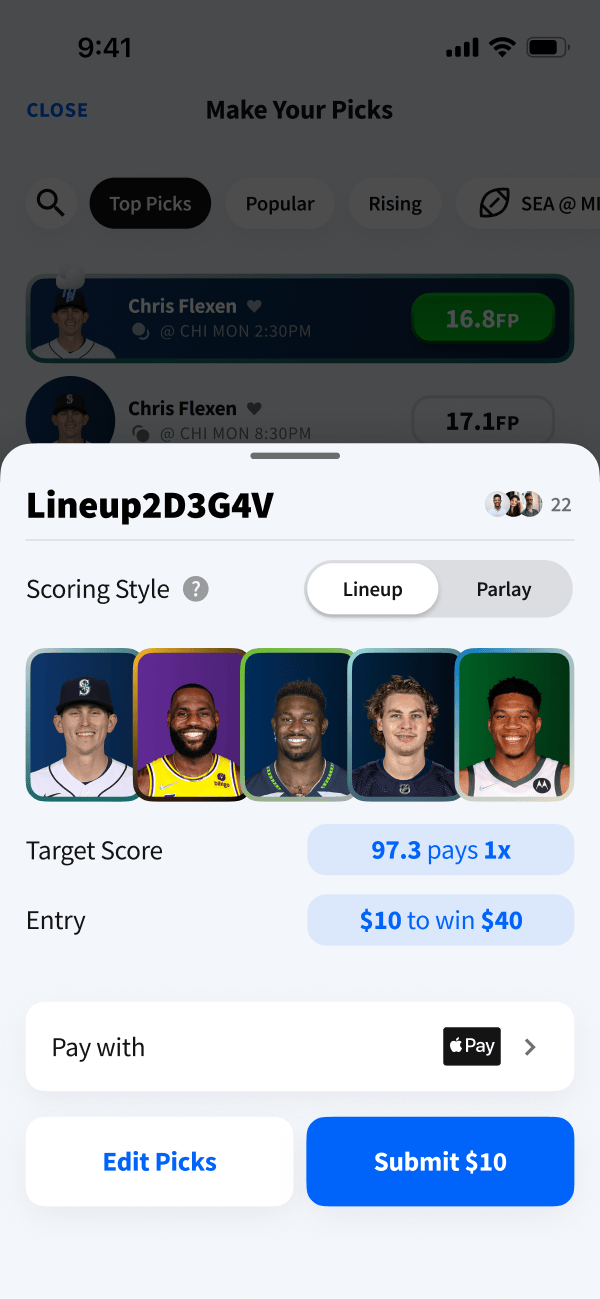 9:41
CLOSE Make Your Picks
Top Picks Popular Rising SEA @ MI
Chris Flexen
@ CHI MON 2:30PM
16.8FP
Chris Flexen
@ CHI MON 8:30PM
17.1FP
Lineup2D3G4V 22
Scoring Style ? Lineup Parlay
S
Target Score 97.3 pays 1x
Entry $10 to win $40
Pay with Pay
Edit Picks Submit $10